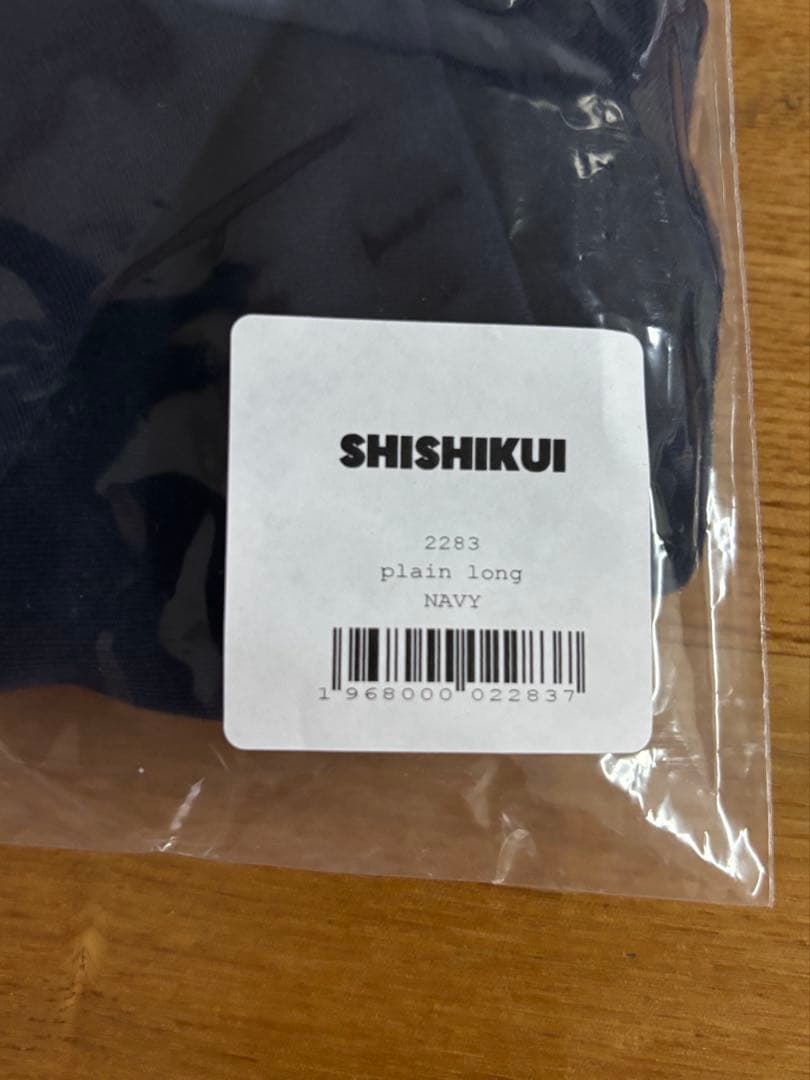 SHISHIKUI
2283
plain long
NAVY
1 968000 022837